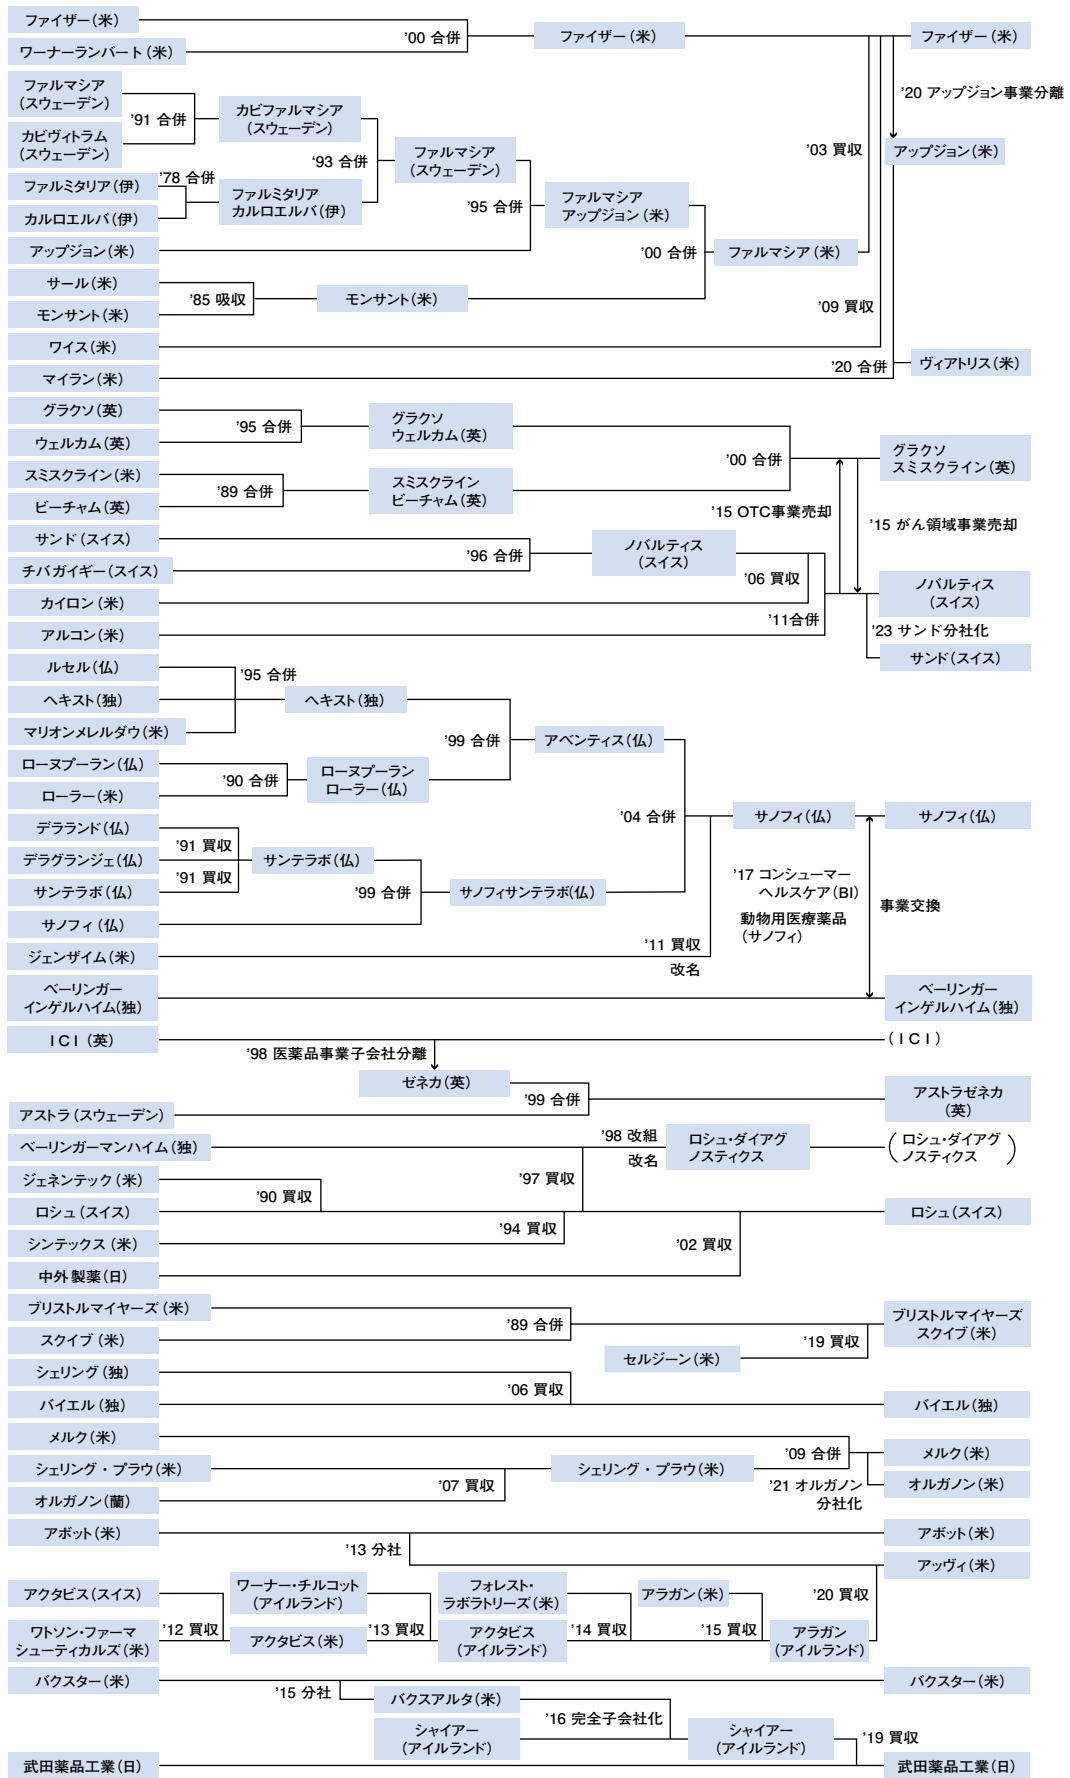 ファイザー（米）
ワーナーランバート（米）
’00 合併
ファイザー（米）
ファイザー（米）
’20 アップジョン事業分離
アップジョン（米）
ファルマシア
（スウェーデン）
カビヴィトラム
（スウェーデン）
’91 合併
カビファルマシア
（スウェーデン）
ファルミタリア（伊）
カルロエルバ（伊）
’78 合併
ファルミタリア
カルロエルバ（伊）
‘93 合併
ファルマシア
（スウェーデン）
アップジョン（米）
’95 合併
ファルマシア
アップジョン（米）
サール（米）
モンサント（米）
’85 吸収
モンサント（米）
’00 合併
ファルマシア（米）
’03 買収
ワイス（米）
’09 買収
マイラン（米）
’20 合併
ヴィアトリス（米）
グラクソ（英）
ウェルカム（英）
’95 合併
グラクソ
ウェルカム（英）
スミスクライン（米）
ビーチャム（英）
’89 合併
スミスクライン
ビーチャム（英）
’00 合併
グラクソ
スミスクライン（英）
’15 OTC事業売却
’15 がん領域事業売却
サンド（スイス）
チバガイギー（スイス）
’96 合併
ノバルティス
（スイス）
カイロン（米）
’06 買収
アルコン（米）
’11合併
ノバルティス
（スイス）
’23 サンド分社化
サンド（スイス）
ルセル（仏）
ヘキスト（独）
マリオンメレルダウ（米）
’95 合併
ヘキスト（独）
ローヌプーラン（仏）
ローラー（米）
’90 合併
ローヌプーラン
ローラー（仏）
’99 合併
アベンティス（仏）
デラランド（仏）
デラグランジェ（仏）
サンテラボ（仏）
’91 買収
’91 買収
サンテラボ（仏）
サノフィ（仏）
’99 合併
サノフィサンテラボ（仏）
’04 合併
サノフィ（仏）
サノフィ（仏）
ジェンザイム（米）
’11 買収
改名
’17 コンシューマー
ヘルスケア（BI）
動物用医療薬品
（サノフィ）
事業交換
ベーリンガー
インゲルハイム（独）
ベーリンガー
インゲルハイム（独）
ＩＣＩ（英）
（ＩＣＩ）
’98 医薬品事業子会社分離
ゼネカ（英）
アストラ（スウェーデン）
’99 合併
アストラゼネカ
（英）
ベーリンガーマンハイム（独）
’98 改組
改名
ロシュ・ダイアグ
ノスティクス
（ロシュ・ダイアグ
ノスティクス）
ジェネンテック（米）
’90 買収
’97 買収
ロシュ（スイス）
ロシュ（スイス）
シンテックス（米）
’94 買収
中外製薬（日）
’02 買収
ブリストルマイヤーズ（米）
スクイブ（米）
’89 合併
セルジーン（米）
’19 買収
ブリストルマイヤーズ
スクイブ（米）
シェリング（独）
バイエル（独）
’06 買収
バイエル（独）
メルク（米）
シェリング・プラウ（米）
オルガノン（蘭）
’07 買収
シェリング・プラウ（米）
’09 合併
メルク（米）
’21 オルガノン
分社化
オルガノン（米）
アボット（米）
アボット（米）
’13 分社
アッヴィ（米）
アクタビス（スイス）
ワトソン・ファーマ
シューティカルズ（米）
’12 買収
ワーナー・チルコット
（アイルランド）
アクタビス（米）
’13 買収
フォレスト・
ラボラトリーズ（米）
アクタビス
（アイルランド）
’14 買収
アラガン（米）
’15 買収
アラガン
（アイルランド）
’20 買収
バクスター（米）
バクスター（米）
’15 分社
バクスアルタ（米）
シャイアー
（アイルランド）
’16 完全子会社化
シャイアー
（アイルランド）
’19 買収
武田薬品工業（日）
武田薬品工業（日）